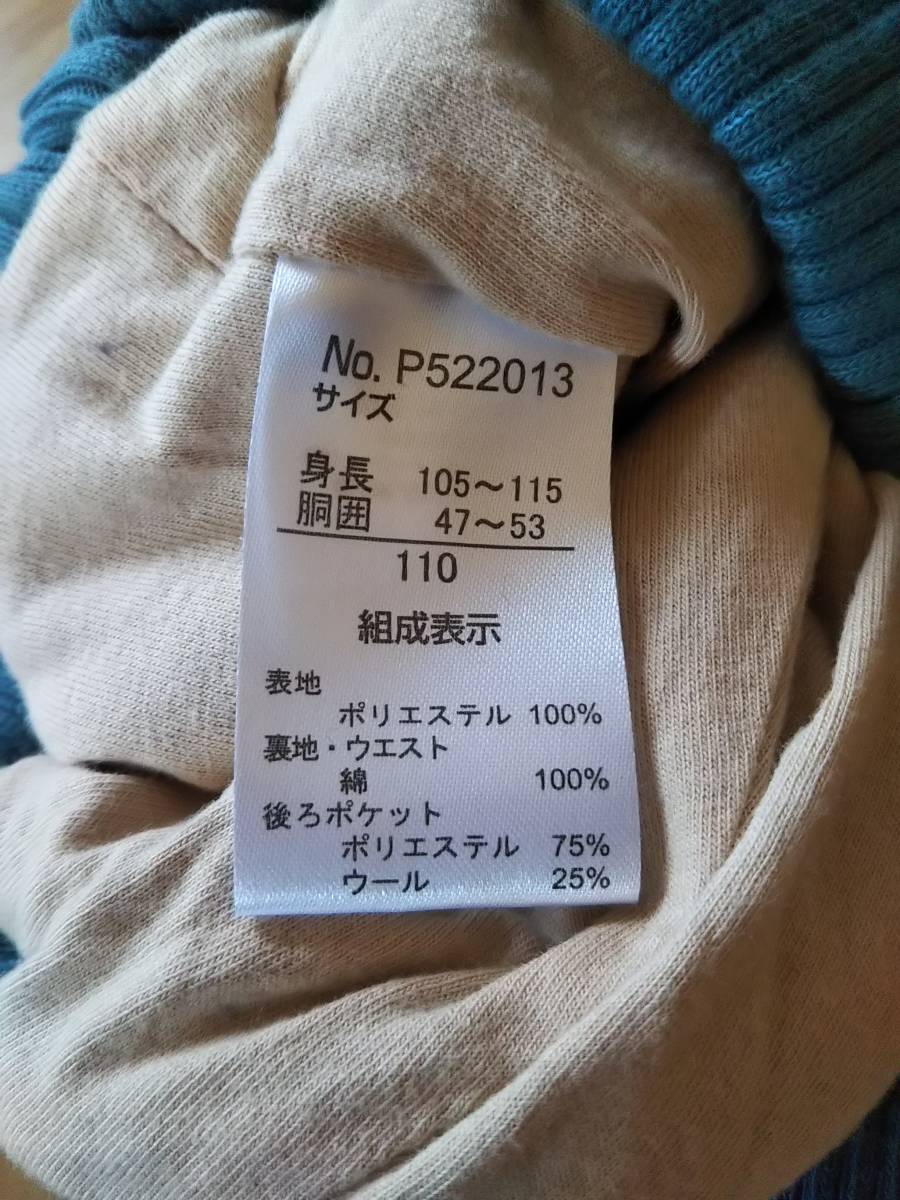 No. P522013
サイズ
身長 105～115
胴囲 47～53
110
組成表示
表地
ポリエステル 100%
裏地・ウエスト
綿 100%
後ろポケット
ポリエステル 75%
ウール 25%